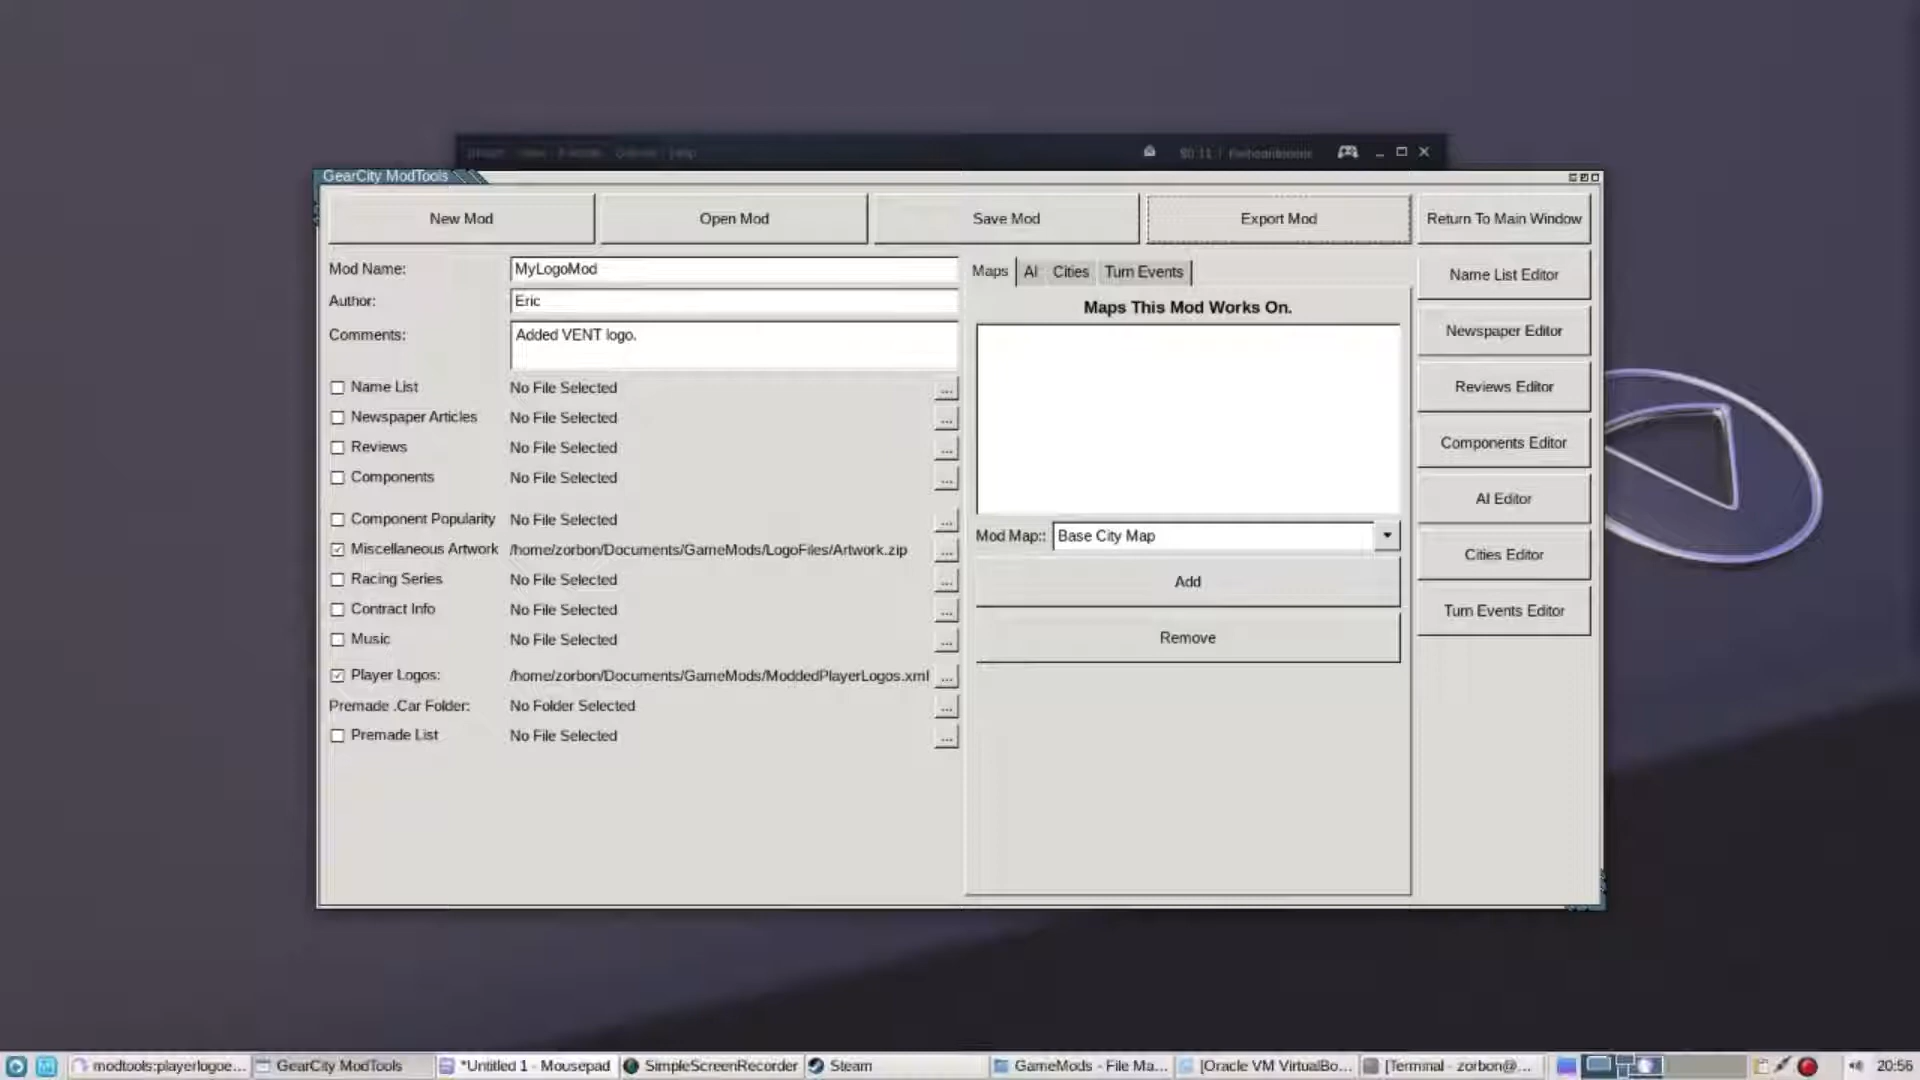 GearCity ModTools
New Mod
Open Mod
Save Mod
Export Mod
Return To Main Window
Mod Name:
MyLogoMod
Author:
Eric
Comments:
Added VENT logo.
Name List
No File Selected
...
Newspaper Articles
No File Selected
...
Reviews
No File Selected
...
Components
No File Selected
...
Component Popularity
No File Selected
...
Miscellaneous Artwork
/home/zorbon/Documents/GameMods/LogoFiles/Artwork.zip
...
Racing Series
No File Selected
...
Contract Info
No File Selected
...
Music
No File Selected
...
Player Logos:
/home/zorbon/Documents/GameMods/ModdedPlayerLogos.xml
...
Premade .Car Folder:
No Folder Selected
...
Premade List
No File Selected
...
Maps
AI
Cities
Turn Events
Maps This Mod Works On.
Mod Map::
Base City Map
Add
Remove
Name List Editor
Newspaper Editor
Reviews Editor
Components Editor
AI Editor
Cities Editor
Turn Events Editor
modtools:playerlogoe...
GearCity ModTools
*Untitled 1 - Mousepad
SimpleScreenRecorder
Steam
GameMods - File Ma...
[Oracle VM VirtualBo...
[Terminal - zorbon@...
20:56